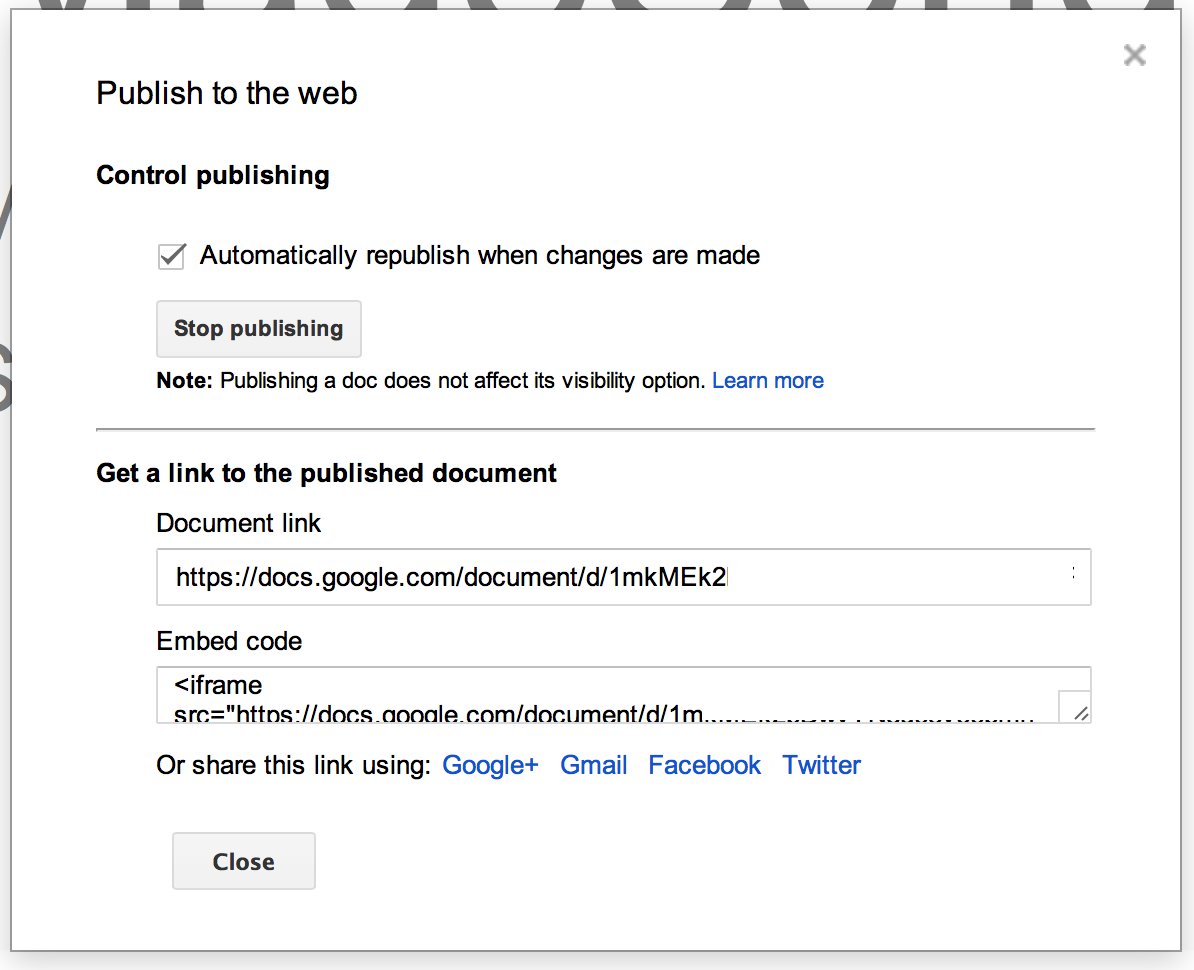 Publish to the web
Control publishing
Automatically republish when changes are made
Stop publishing
Note: Publishing a doc does not affect its visibility option. Learn more
Get a link to the published document
Document link
https://docs.google.com/document/d/1mkMEk2
Embed code
<iframe
src="https://docs.google.com/document/d/1m
Or share this link using: Google+ Gmail Facebook Twitter
Close